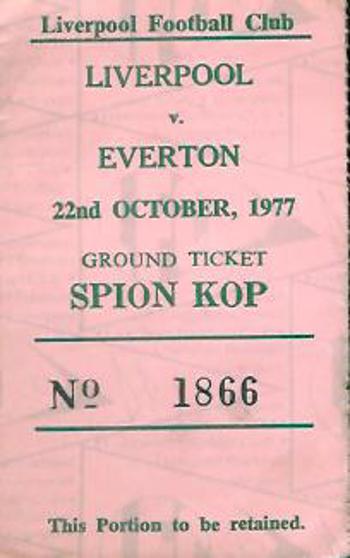 Liverpool Football Club
LIVERPOOL
v.
EVERTON
22nd OCTOBER, 1977
GROUND TICKET
SPION KOP
Nº 1866
This Portion to be retained.